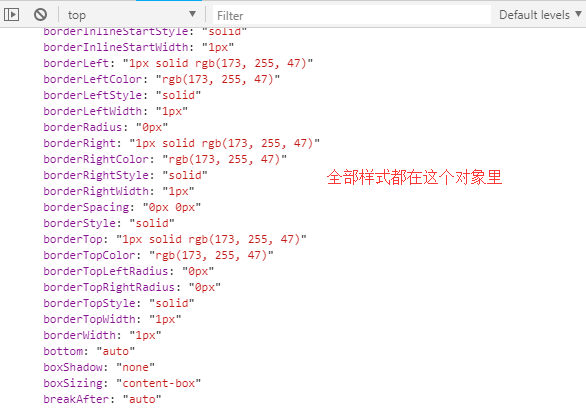 top
Filter
Default levels
borderInlineStartStyle: "solid"
borderInlineStartWidth: "1px"
borderLeft: "1px solid rgb(173, 255, 47)"
borderLeftColor: "rgb(173, 255, 47)"
borderLeftStyle: "solid"
borderLeftWidth: "1px"
borderRadius: "0px"
borderRight: "1px solid rgb(173, 255, 47)"
borderRightColor: "rgb(173, 255, 47)"
borderRightStyle: "solid"
全部样式都在这个对象里
borderRightWidth: "1px"
borderSpacing: "0px 0px"
borderStyle: "solid"
borderTop: "1px solid rgb(173, 255, 47)"
borderTopColor: "rgb(173, 255, 47)"
borderTopLeftRadius: "0px"
borderTopRightRadius: "0px"
borderTopStyle: "solid"
borderTopWidth: "1px"
borderWidth: "1px"
bottom: "auto"
boxShadow: "none"
boxSizing: "content-box"
breakAfter: "auto"